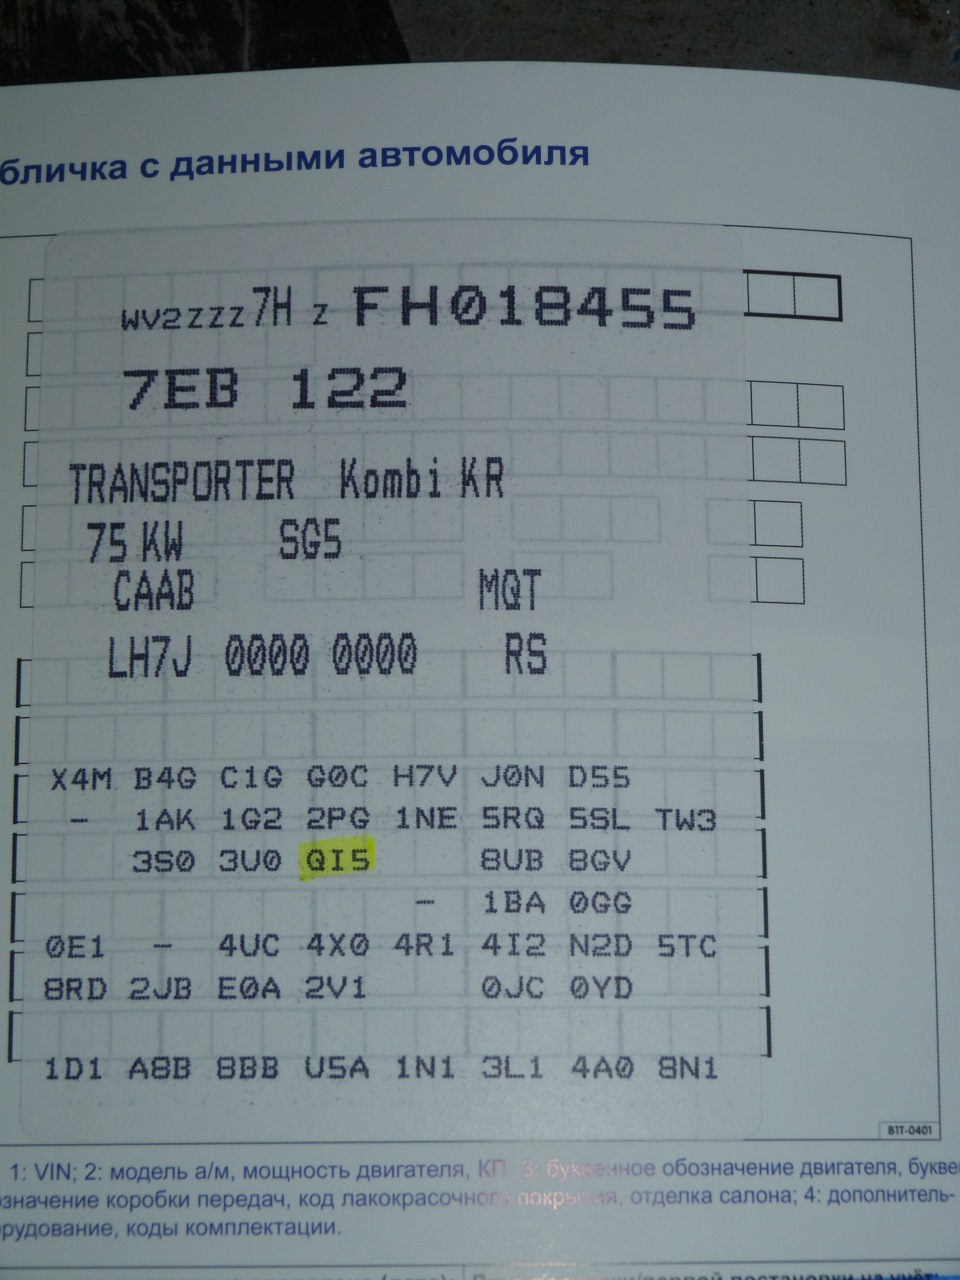 бличка с данными автомобиля
WV2ZZZ7H Z FH018455
7EB 122
TRANSPORTER Kombi KR
75 KW SG5
CAAB MQT
LH7J 0000 0000 RS
X4M B4G C1G G0C H7V J0N D55
- 1AK 1G2 2PG 1NE 5RQ 5SL TW3
3S0 3U0 QI5 8UB 8GV
- 1BA 0GG
0E1 - 4UC 4X0 4R1 4I2 N2D 5TC
8RD 2JB E0A 2V1 0JC 0YD
1D1 A8B 8BB U5A 1N1 3L1 4A0 8N1
B1T-0401
1: VIN; 2: модель а/м, мощность двигателя, КП. 3: буквенное обозначение двигателя, букве
означение коробки передач, код лакокрасочного покрытия, отделка салона; 4: дополнитель-
рудование, коды комплектации.